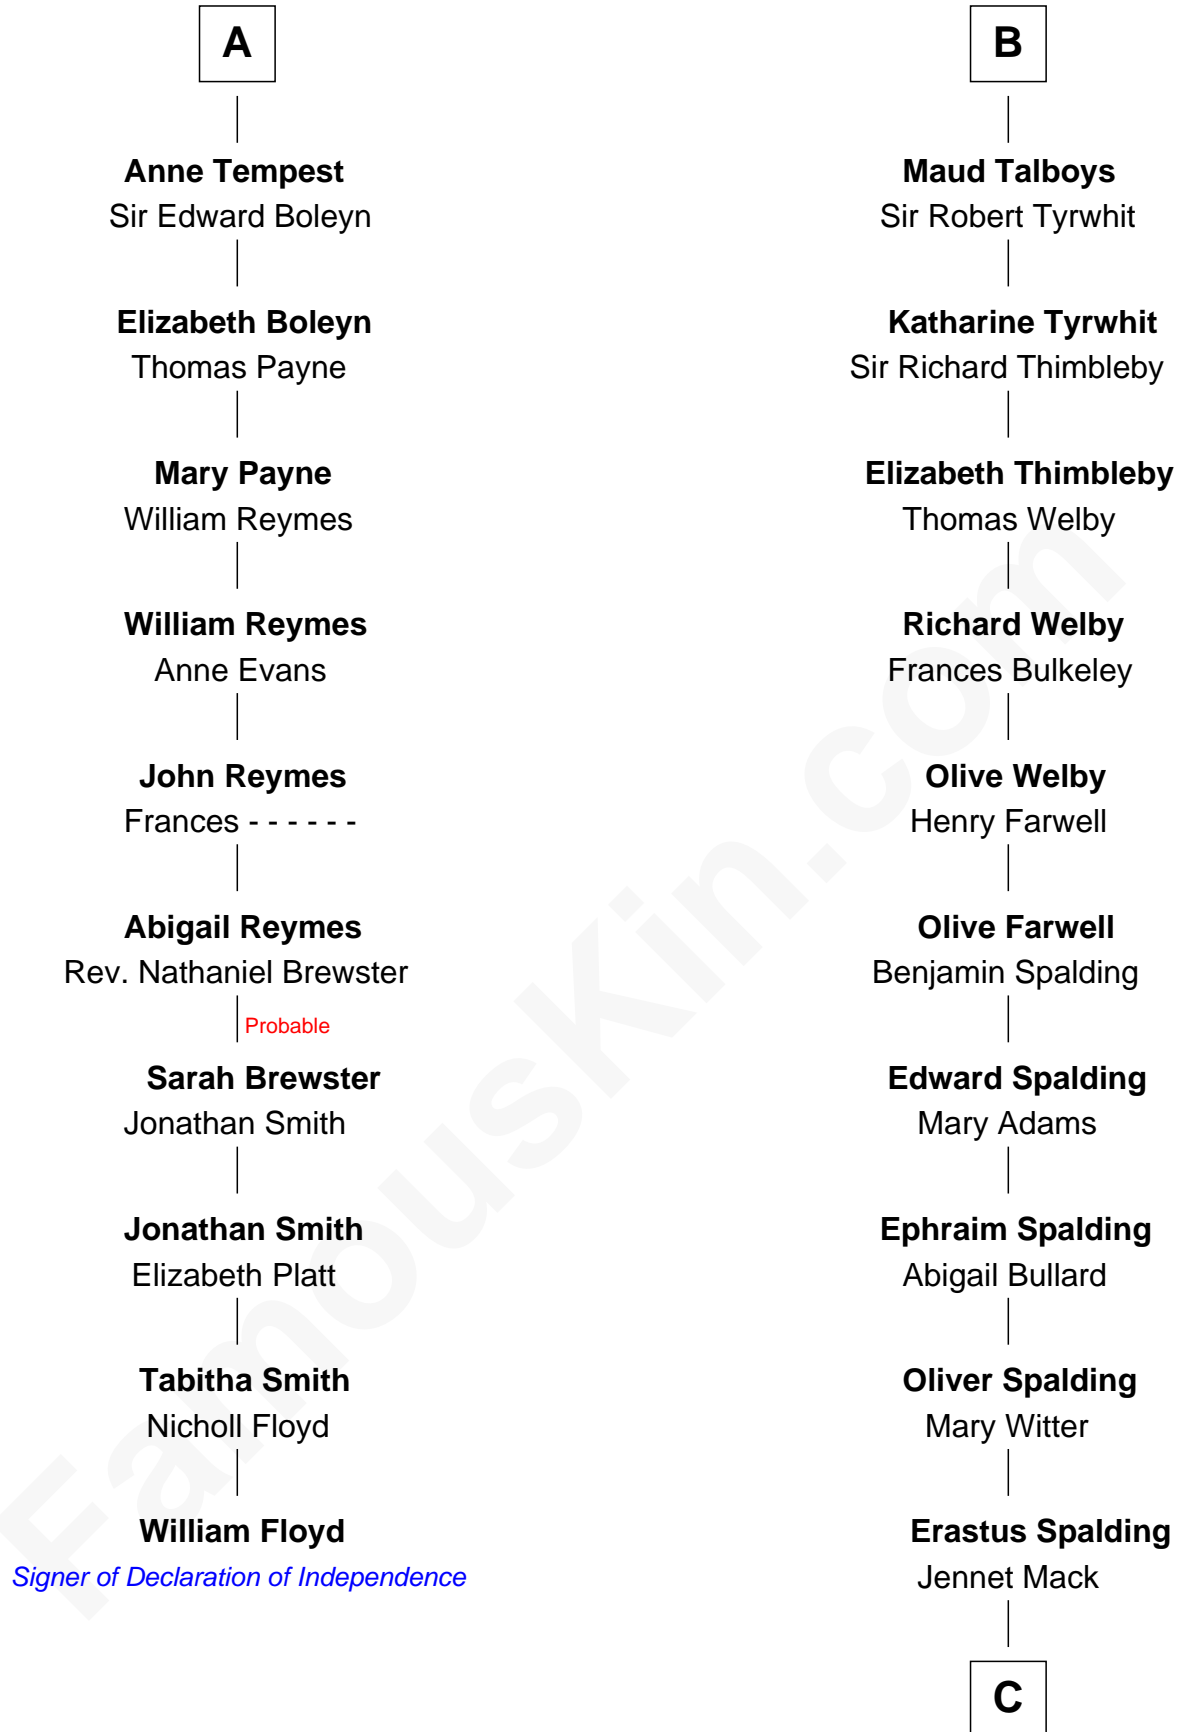 A
Anne Tempest
Sir Edward Boleyn
Elizabeth Boleyn
Thomas Payne
Mary Payne
William Reymes
William Reymes
Anne Evans
John Reymes
Frances - - - - - -
Abigail Reymes
Rev. Nathaniel Brewster
Probable
Sarah Brewster
Jonathan Smith
Jonathan Smith
Elizabeth Platt
Tabitha Smith
Nicholl Floyd
William Floyd
Signer of Declaration of Independence
B
Maud Talboys
Sir Robert Tyrwhit
Katharine Tyrwhit
Sir Richard Thimbleby
Elizabeth Thimbleby
Thomas Welby
Richard Welby
Frances Bulkeley
Olive Welby
Henry Farwell
Olive Farwell
Benjamin Spalding
Edward Spalding
Mary Adams
Ephraim Spalding
Abigail Bullard
Oliver Spalding
Mary Witter
Erastus Spalding
Jennet Mack
C
FamousKin.com